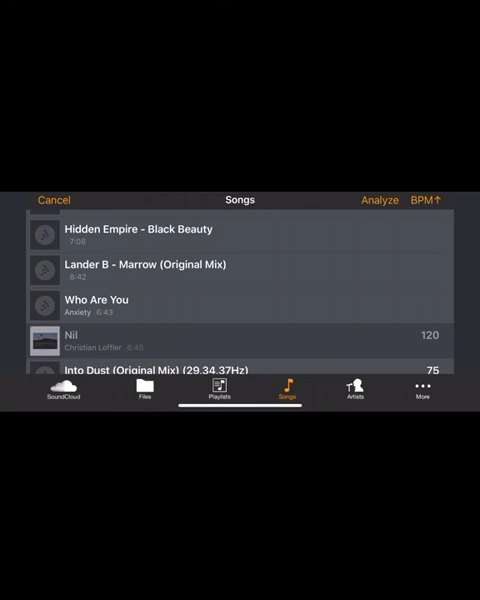 Cancel Songs Analyze BPM↑
Hidden Empire - Black Beauty
7:08
Lander B - Marrow (Original Mix)
8:42
Who Are You
Anxiety 6:43
Nil 120
Christian Loffler 6:45
Into Dust (Original Mix) (29,34,37Hz) 75
SoundCloud Files Playlists Songs Artists More